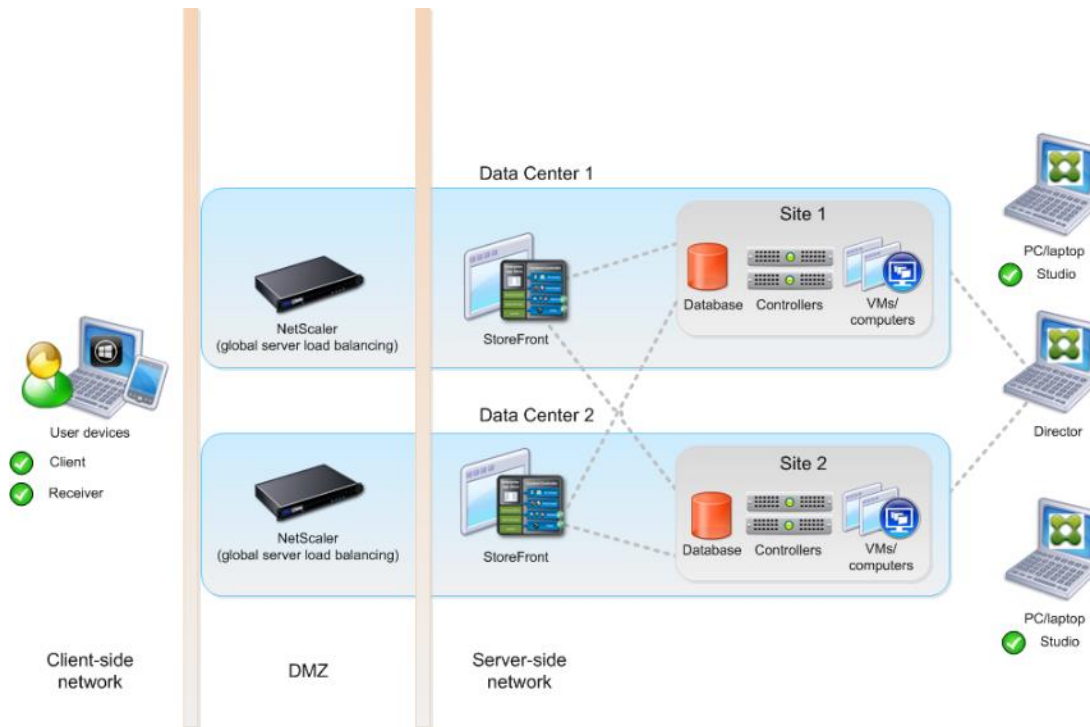 Data Center 1
Site 1
Database
Controllers
VMs/
computers
NetScaler
(global server load balancing)
StoreFront
PC/laptop
Studio
User devices
Client
Receiver
Director
Data Center 2
Site 2
Database
Controllers
VMs/
computers
NetScaler
(global server load balancing)
StoreFront
PC/laptop
Studio
Client-side
network
DMZ
Server-side
network